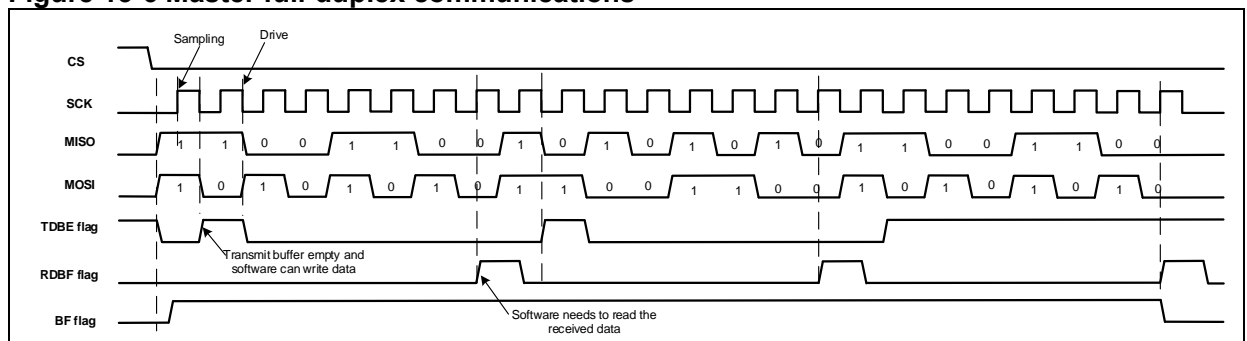 Figure 13-6 Master full-duplex communications
Sampling
Drive
CS
SCK
MISO
1 1 0 0 1 1 0 0 1 0 1 0 1 0 1 0 1 1 0 0 1 1 0 0
MOSI
1 0 1 0 1 0 1 0 1 1 0 0 1 1 0 0 1 0 1 0 1 0 1 0
TDBE flag
Transmit buffer empty and
software can write data
RDBF flag
Software needs to read the
received data
BF flag